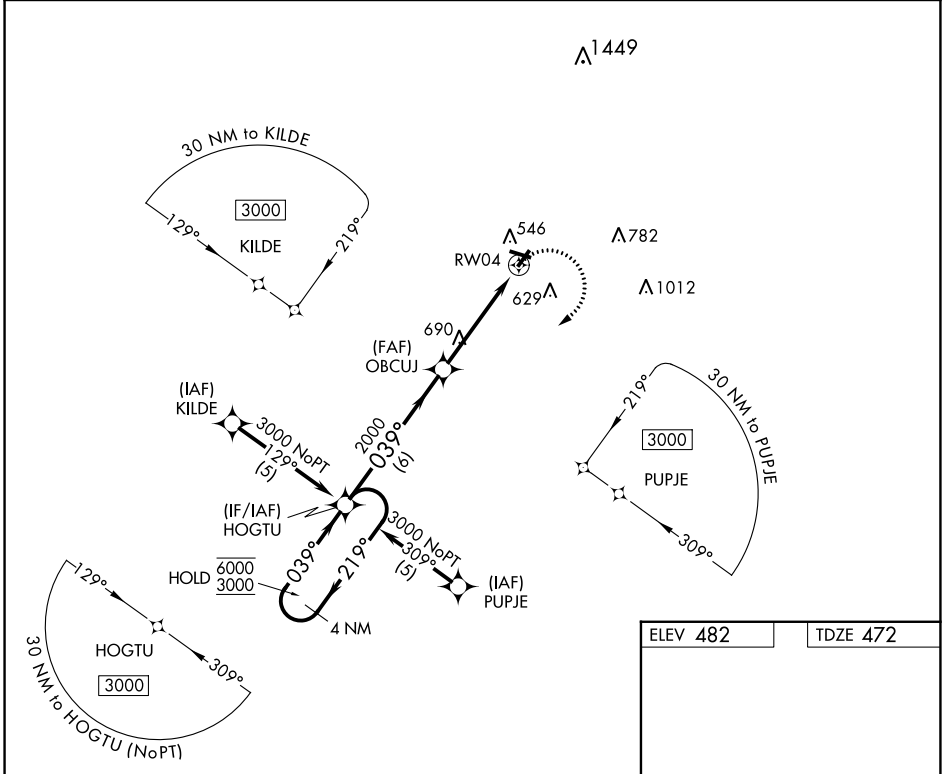 1449
30 NM to KILDE
3000
KILDE
129°
219°
546
782
RW04
629
1012
690
(FAF)
OBCUJ
(IAF)
KILDE
3000 NoPT
129°
(5)
2000
039°
(6)
30 NM to PUPJE
219°
3000
PUPJE
309°
(IF/IAF)
HOGTU
3000 NoPT
309°
(5)
(IAF)
PUPJE
HOLD
6000
3000
039°
219°
4 NM
129°
HOGTU
309°
3000
30 NM to HOGTU (NoPT)
ELEV 482
TDZE 472